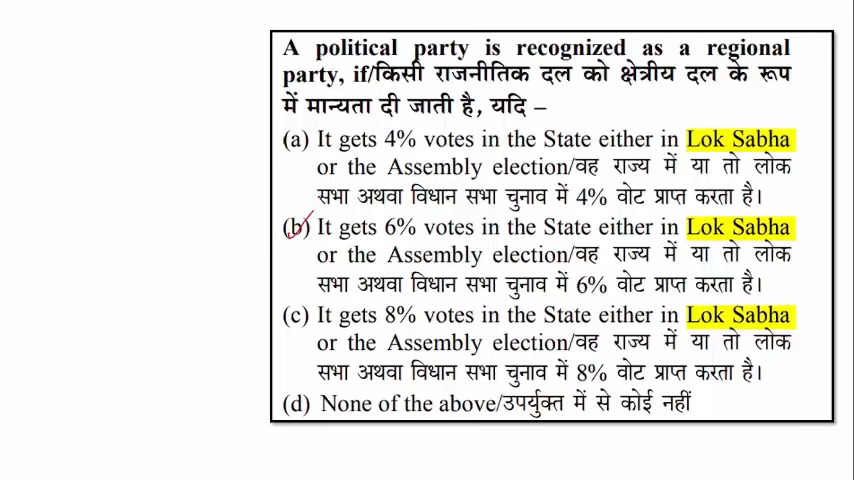 A political party is recognized as a regional
party, if/किसी राजनीतिक दल को क्षेत्रीय दल के रूप
में मान्यता दी जाती है, यदि –
(a) It gets 4% votes in the State either in Lok Sabha
or the Assembly election/वह राज्य में या तो लोक
सभा अथवा विधान सभा चुनाव में 4% वोट प्राप्त करता है।
(b) It gets 6% votes in the State either in Lok Sabha
or the Assembly election/वह राज्य में या तो लोक
सभा अथवा विधान सभा चुनाव में 6% वोट प्राप्त करता है।
(c) It gets 8% votes in the State either in Lok Sabha
or the Assembly election/वह राज्य में या तो लोक
सभा अथवा विधान सभा चुनाव में 8% वोट प्राप्त करता है।
(d) None of the above/उपर्युक्त में से कोई नहीं